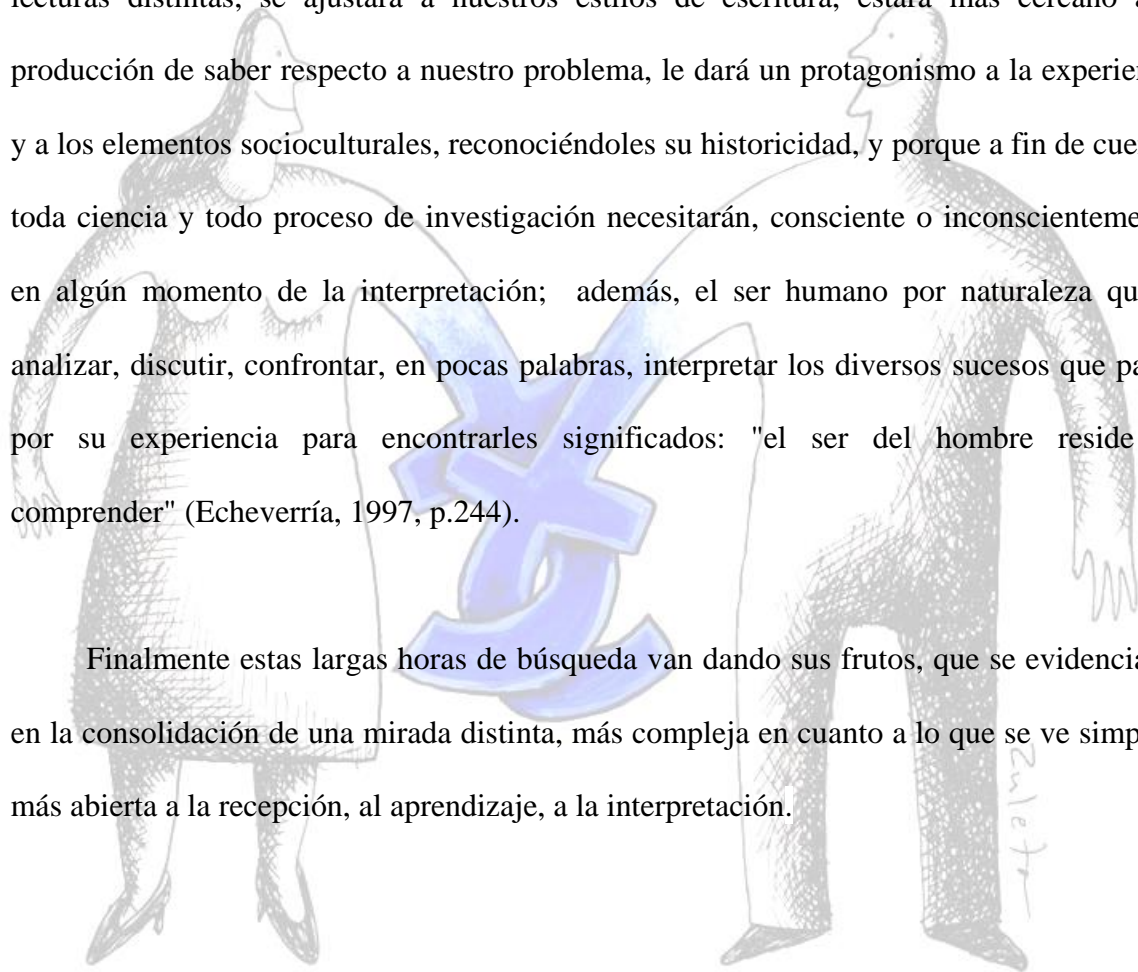 lecturas distintas, se ajustará a nuestros estilos de escritura, estará más cercano a
producción de saber respecto a nuestro problema, le dará un protagonismo a la experie
y a los elementos socioculturales, reconociéndoles su historicidad, y porque a fin de cue
toda ciencia y todo proceso de investigación necesitarán, consciente o inconscienteme
en algún momento de la interpretación; además, el ser humano por naturaleza qu
analizar, discutir, confrontar, en pocas palabras, interpretar los diversos sucesos que pa
por su experiencia para encontrarles significados: "el ser del hombre reside
comprender" (Echeverría, 1997, p.244).
Finalmente estas largas horas de búsqueda van dando sus frutos, que se evidencia
en la consolidación de una mirada distinta, más compleja en cuanto a lo que se ve simp
más abierta a la recepción, al aprendizaje, a la interpretación.
Zuleta